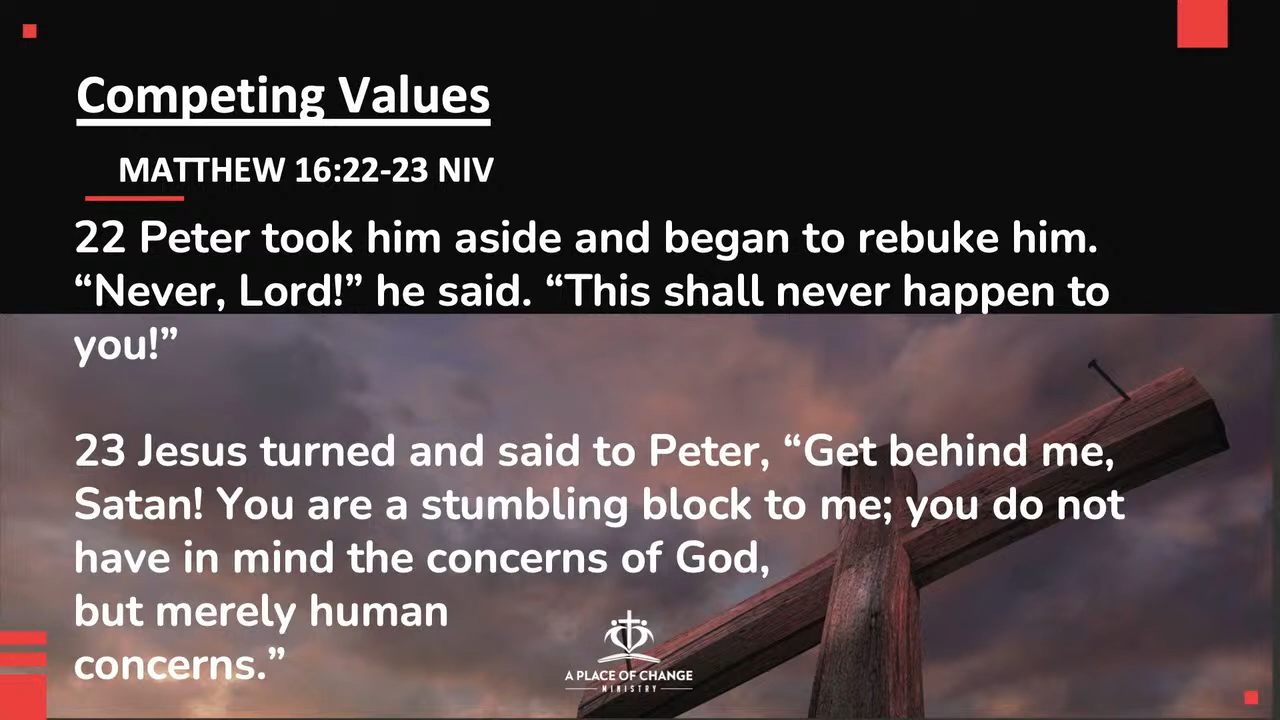 Competing Values
MATTHEW 16:22-23 NIV
22 Peter took him aside and began to rebuke him.
“Never, Lord!” he said. “This shall never happen to
you!”
23 Jesus turned and said to Peter, “Get behind me,
Satan! You are a stumbling block to me; you do not
have in mind the concerns of God,
but merely human
concerns.”
A PLACE OF CHANGE
MINISTRY